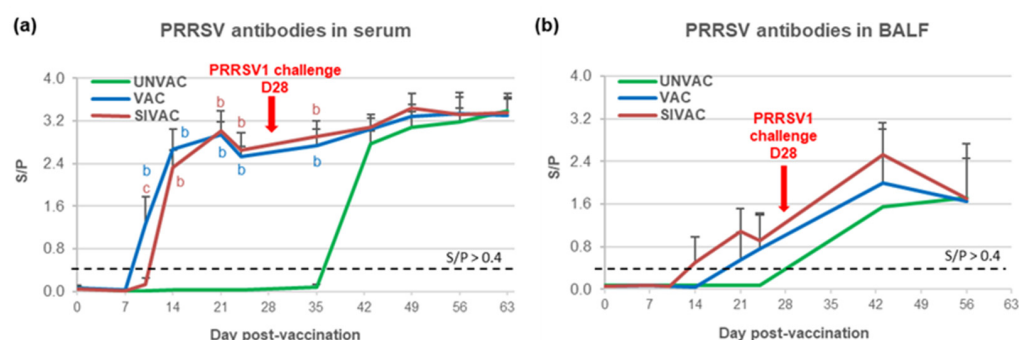 (a)
PRRSV antibodies in serum
PRRSV1 challenge
D28
UNVAC
VAC
SIVAC
4.0
3.2
2.4
1.6
0.8
0.0
S/P
b
b
b
b
b
b
c
b
b
b
b
S/P > 0.4
0 7 14 21 28 35 42 49 56 63
Day post-vaccination
(b)
PRRSV antibodies in BALF
UNVAC
VAC
SIVAC
PRRSV1
challenge
D28
4.0
3.2
2.4
1.6
0.8
0.0
S/P
S/P > 0.4
0 7 14 21 28 35 42 49 56 63
Day post-vaccination